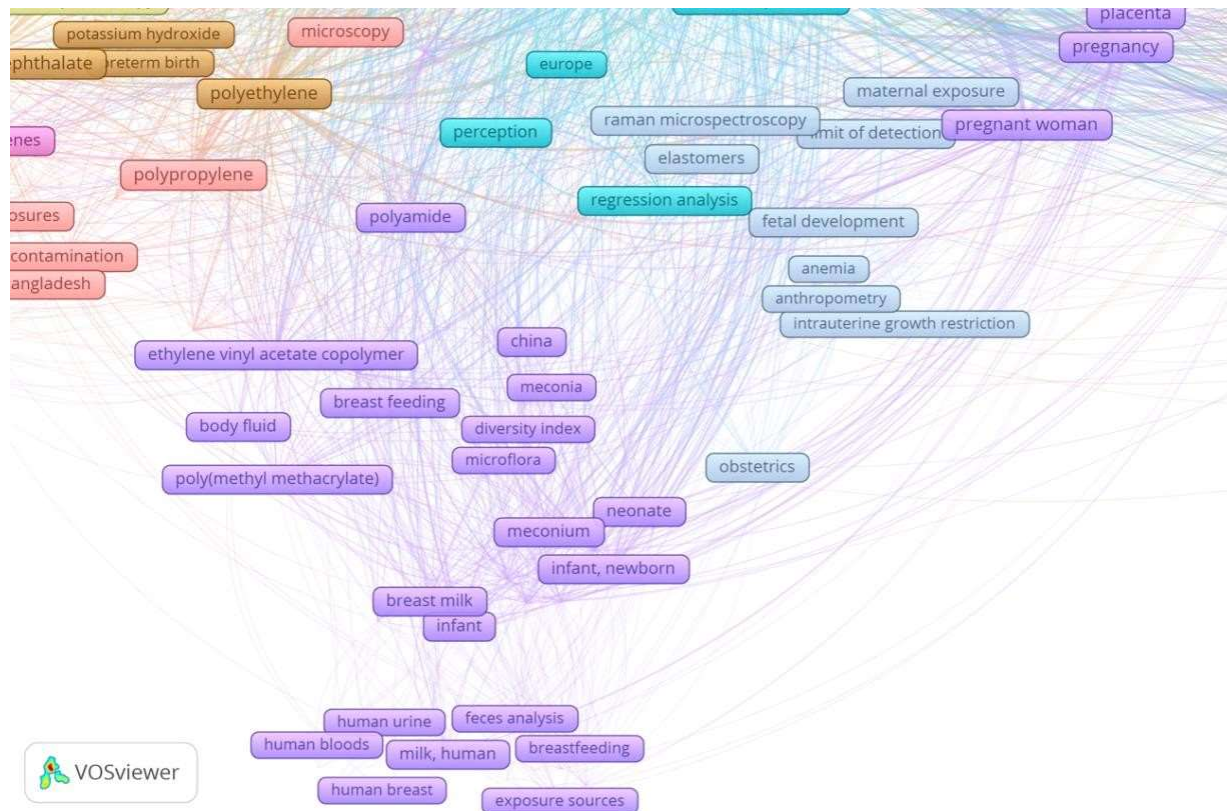 potassium hydroxide
microscopy
placenta
pregnancy
phthalate
preterm birth
europe
polyethylene
maternal exposure
raman microspectroscopy
limit of detection
pregnant woman
perception
enes
elastomers
polypropylene
regression analysis
osures
polyamide
fetal development
contamination
anemia
angladesh
anthropometry
intrauterine growth restriction
china
ethylene vinyl acetate copolymer
meconia
breast feeding
body fluid
diversity index
microflora
obstetrics
poly(methyl methacrylate)
neonate
meconium
infant, newborn
breast milk
infant
human urine
feces analysis
human bloods
milk, human
breastfeeding
VOSviewer
human breast
exposure sources